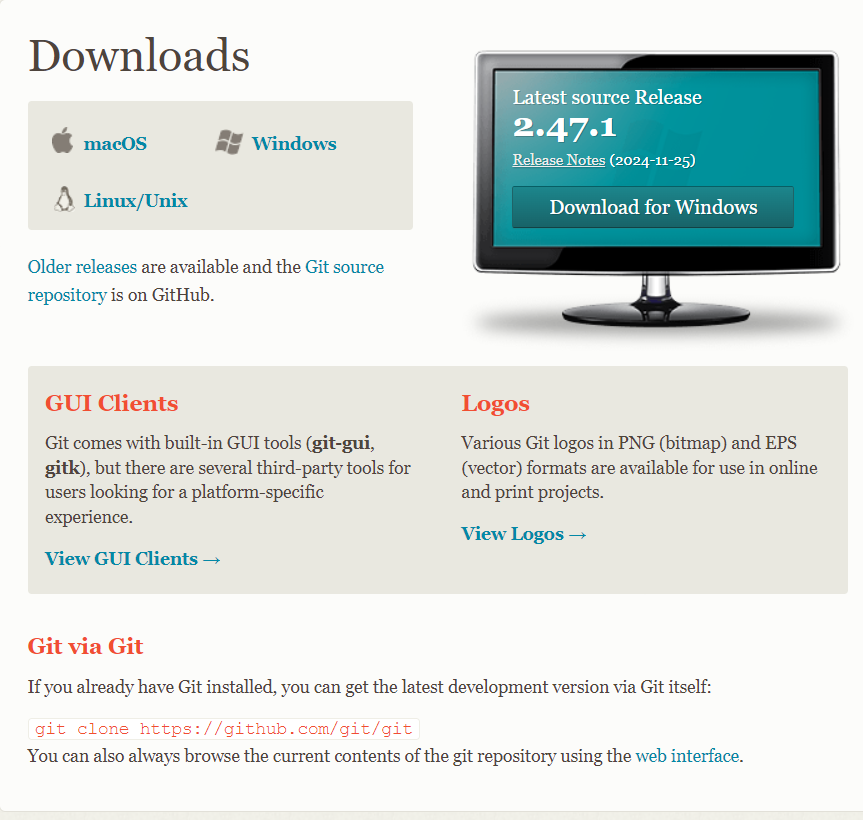 Downloads
macOS
Windows
Linux/Unix
Older releases are available and the Git source
repository is on GitHub.
Latest source Release
2.47.1
Release Notes (2024-11-25)
Download for Windows
GUI Clients
Git comes with built-in GUI tools (git-gui,
gitk), but there are several third-party tools for
users looking for a platform-specific
experience.
View GUI Clients →
Logos
Various Git logos in PNG (bitmap) and EPS
(vector) formats are available for use in online
and print projects.
View Logos →
Git via Git
If you already have Git installed, you can get the latest development version via Git itself:
git clone https://github.com/git/git
You can also always browse the current contents of the git repository using the web interface.